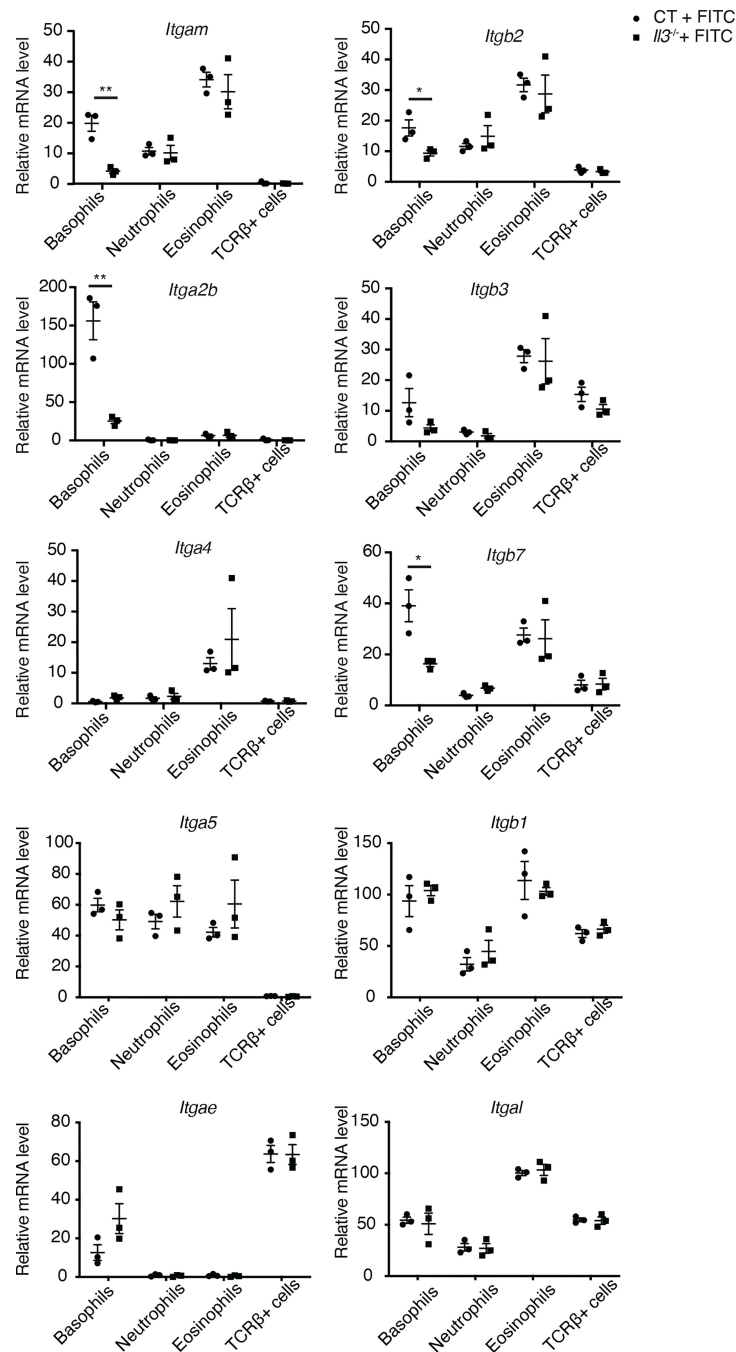 CT + FITC
Il3-/-+ FITC
Itgam
Relative mRNA level
50
40
30
20
10
0
**
Basophils
Neutrophils
Eosinophils
TCRβ+ cells
Itgb2
Relative mRNA level
50
40
30
20
10
0
*
Basophils
Neutrophils
Eosinophils
TCRβ+ cells
Itga2b
Relative mRNA level
200
150
100
50
0
**
Basophils
Neutrophils
Eosinophils
TCRβ+ cells
Itgb3
Relative mRNA level
50
40
30
20
10
0
Basophils
Neutrophils
Eosinophils
TCRβ+ cells
Itga4
Relative mRNA level
50
40
30
20
10
0
Basophils
Neutrophils
Eosinophils
TCRβ+ cells
Itgb7
Relative mRNA level
60
40
20
0
*
Basophils
Neutrophils
Eosinophils
TCRβ+ cells
Itga5
Relative mRNA level
100
80
60
40
20
0
Basophils
Neutrophils
Eosinophils
TCRβ+ cells
Itgb1
Relative mRNA level
150
100
50
0
Basophils
Neutrophils
Eosinophils
TCRβ+ cells
Itgae
Relative mRNA level
80
60
40
20
0
Basophils
Neutrophils
Eosinophils
TCRβ+ cells
Itgal
Relative mRNA level
150
100
50
0
Basophils
Neutrophils
Eosinophils
TCRβ+ cells